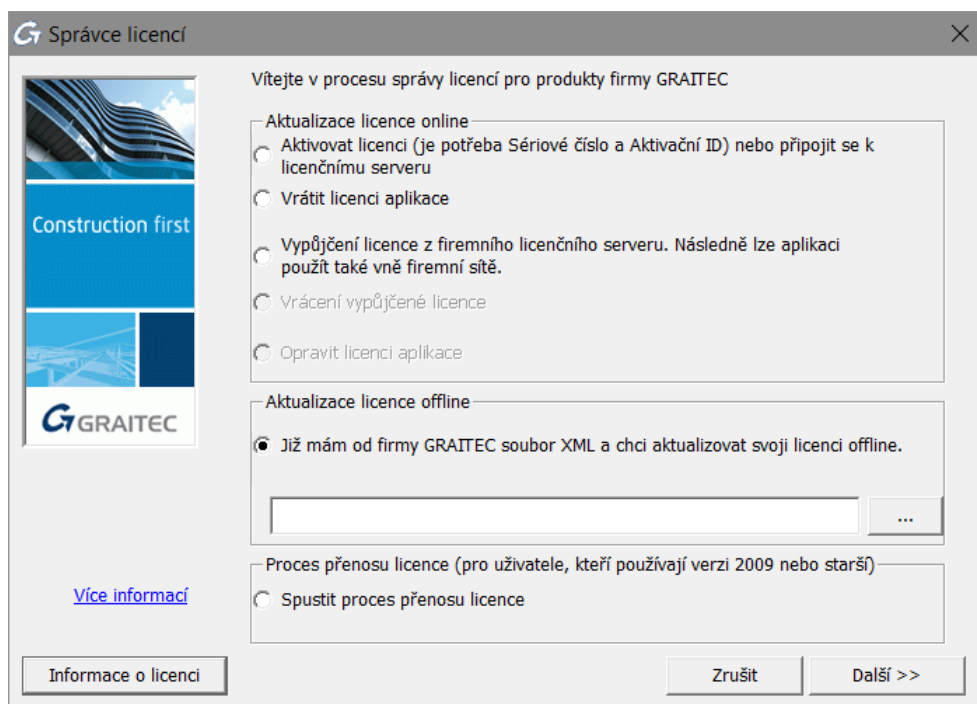 Správce licencí
Vítejte v procesu správy licencí pro produkty firmy GRAITEC
Aktualizace licence online
Aktivovat licenci (je potřeba Sériové číslo a Aktivační ID) nebo připojit se k
licenčnímu serveru
Vrátit licenci aplikace
Construction first
Vypůjčení licence z firemního licenčního serveru. Následně lze aplikaci
použít také vně firemní sítě.
Vrácení vypůjčené licence
Opravit licenci aplikace
Aktualizace licence offline
GRAITEC
Již mám od firmy GRAITEC soubor XML a chci aktualizovat svoji licenci offline.
...
Proces přenosu licence (pro uživatele, kteří používají verzi 2009 nebo starší)
Více informací
Spustit proces přenosu licence
Informace o licenci
Zrušit
Další >>